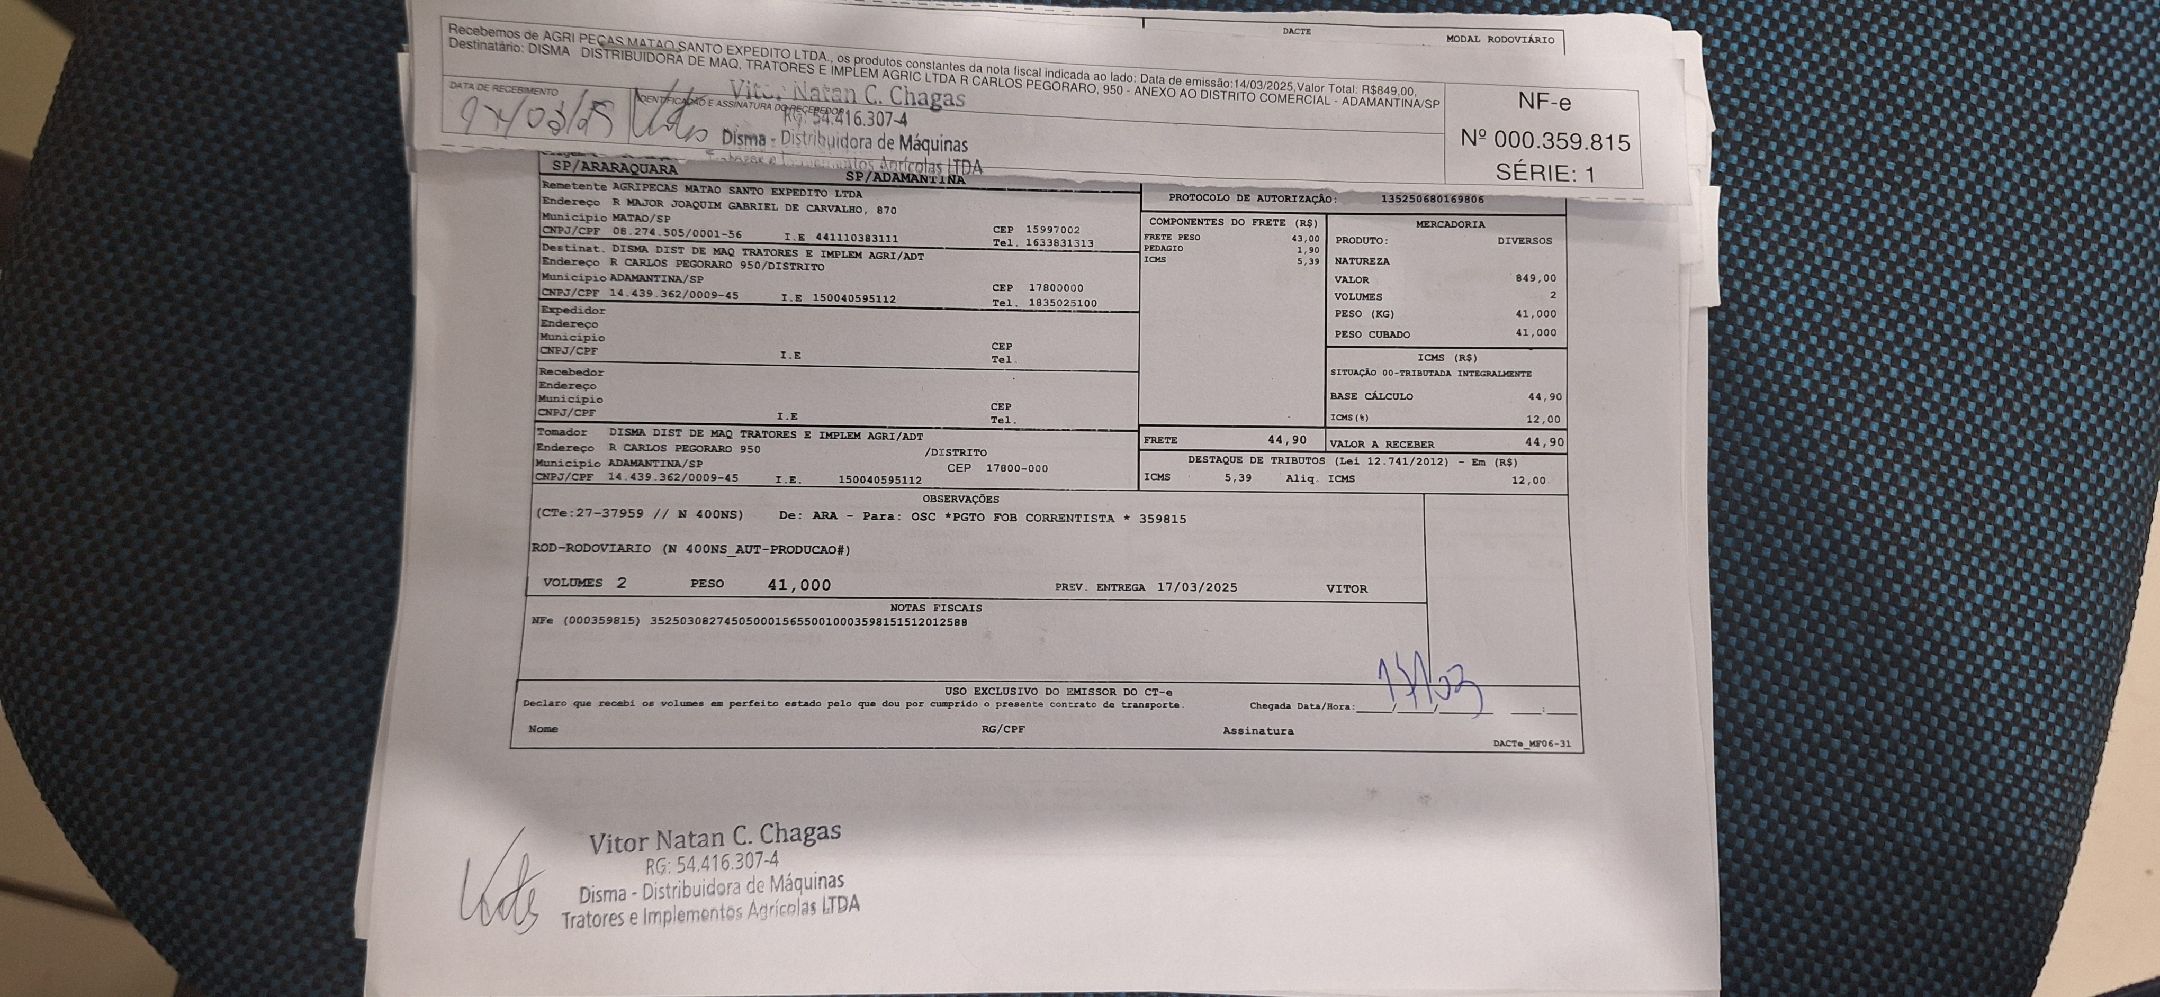 DACTE
MODAL RODOVIÁRIO
Recebemos de AGRI PEÇAS MATAO SANTO EXPEDITO LTDA., os produtos constantes da nota fiscal indicada ao lado; Data de emissão:14/03/2025, Valor Total: R$849,00,
Destinatário: DISMA DISTRIBUIDORA DE MAQ. TRATORES E IMPLEM AGRIC LTDA R CARLOS PEGORARO, 950 - ANEXO AO DISTRITO COMERCIAL - ADAMANTINA/SP
DATA DE RECEBIMENTO
IDENTIFICAÇÃO E ASSINATURA DO RECEBEDOR
Vitor Natan C. Chagas
RG: 54.416.307-4
Disma - Distribuidora de Máquinas
Tratores e Implementos Agrícolas LTDA
NF-e
Nº 000.359.815
SÉRIE: 1
SP/ARARAQUARA SP/ADAMANTINA
Remetente AGRIPECAS MATAO SANTO EXPEDITO LTDA
Endereço R MAJOR JOAQUIM GABRIEL DE CARVALHO, 870
Município MATAO/SP CEP 15997002
CNPJ/CPF 08.274.505/0001-56 I.E 441110383111 Tel. 1633831313
Destinat. DISMA DIST DE MAQ TRATORES E IMPLEM AGRI/ADT
Endereço R CARLOS PEGORARO 950/DISTRITO
Município ADAMANTINA/SP CEP 17800000
CNPJ/CPF 14.439.362/0009-45 I.E 150040595112 Tel. 1835025100
Expedidor
Endereço
Município CEP
CNPJ/CPF I.E Tel.
Recebedor
Endereço
Município CEP
CNPJ/CPF I.E Tel.
Tomador DISMA DIST DE MAQ TRATORES E IMPLEM AGRI/ADT
Endereço R CARLOS PEGORARO 950 /DISTRITO
Município ADAMANTINA/SP CEP 17800-000
CNPJ/CPF 14.439.362/0009-45 I.E. 150040595112
PROTOCOLO DE AUTORIZAÇÃO: 135250680169806
COMPONENTES DO FRETE (R$)
FRETE PESO 43,00
PEDAGIO 1,90
ICMS 5,39
FRETE 44,90
MERCADORIA
PRODUTO: DIVERSOS
NATUREZA
VALOR 849,00
VOLUMES 2
PESO (KG) 41,000
PESO CUBADO 41,000
ICMS (R$)
SITUAÇÃO 00-TRIBUTADA INTEGRALMENTE
BASE CÁLCULO 44,90
ICMS(%) 12,00
VALOR A RECEBER 44,90
DESTAQUE DE TRIBUTOS (Lei 12.741/2012) - Em (R$)
ICMS 5,39 Aliq. ICMS 12,00
OBSERVAÇÕES
(CTe:27-37959 // N 400NS) De: ARA - Para: OSC *PGTO FOB CORRENTISTA * 359815
ROD-RODOVIARIO (N 400NS_AUT-PRODUCAO#)
VOLUMES 2 PESO 41,000 PREV. ENTREGA 17/03/2025 VITOR
NOTAS FISCAIS
NFe (000359815) 35250308274505000156550010003598151512012588
USO EXCLUSIVO DO EMISSOR DO CT-e
Declaro que recebi os volumes em perfeito estado pelo que dou por cumprido o presente contrato de transporte. Chegada Data/Hora:
Nome RG/CPF Assinatura
DACTe_MF06-31
Vitor Natan C. Chagas
RG: 54.416.307-4
Disma - Distribuidora de Máquinas
Tratores e Implementos Agrícolas LTDA